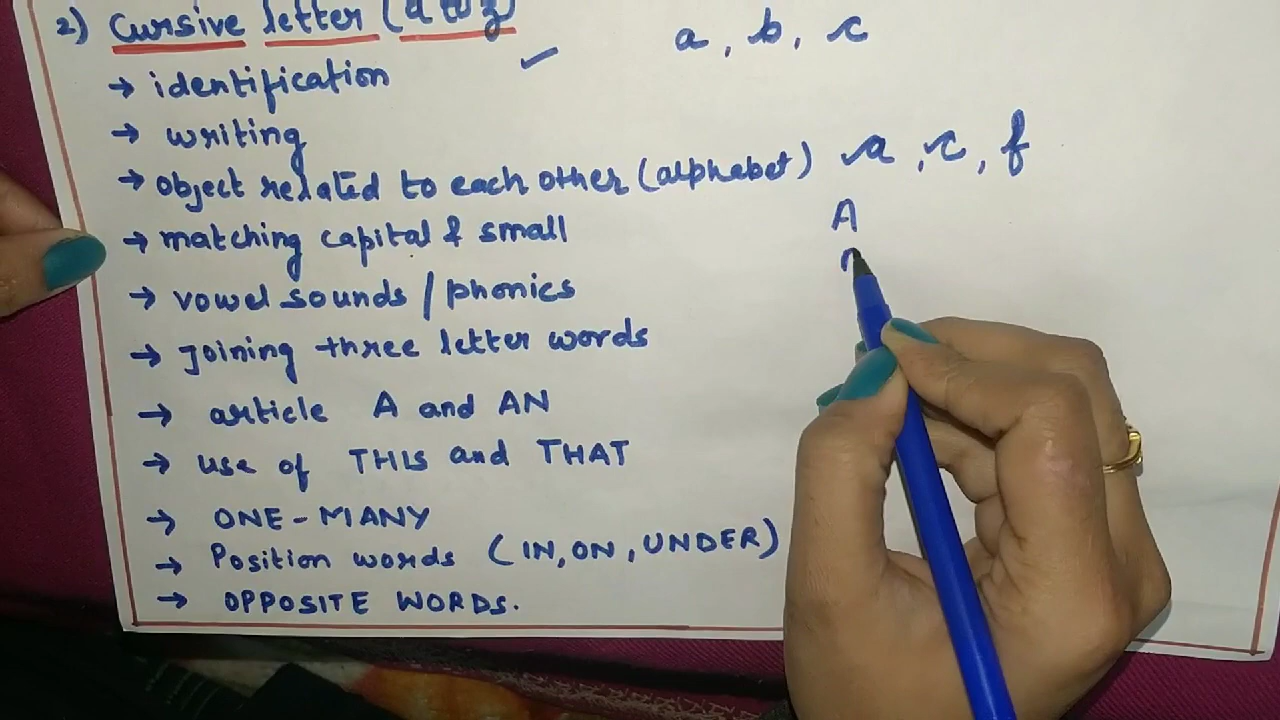 2) Cursive letter (a to z)
a, b, c
→ identification
→ writing
→ object related to each other (alphabet) a, c, f
A
→ matching capital & small
→ vowel sounds / phonics
→ joining three letter words
→ article A and AN
→ use of THIS and THAT
→ ONE - MANY
→ Position words (IN, ON, UNDER)
→ OPPOSITE WORDS.